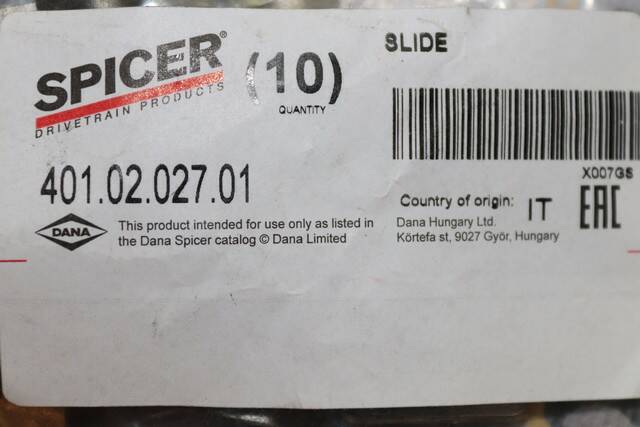 SPICER®
DRIVETRAIN PRODUCTS
(10)
QUANTITY
SLIDE
X007GS
401.02.027.01
Country of origin: IT
EAC
DANA
This product intended for use only as listed in
the Dana Spicer catalog © Dana Limited
Dana Hungary Ltd.
Körtefa st, 9027 Győr, Hungary